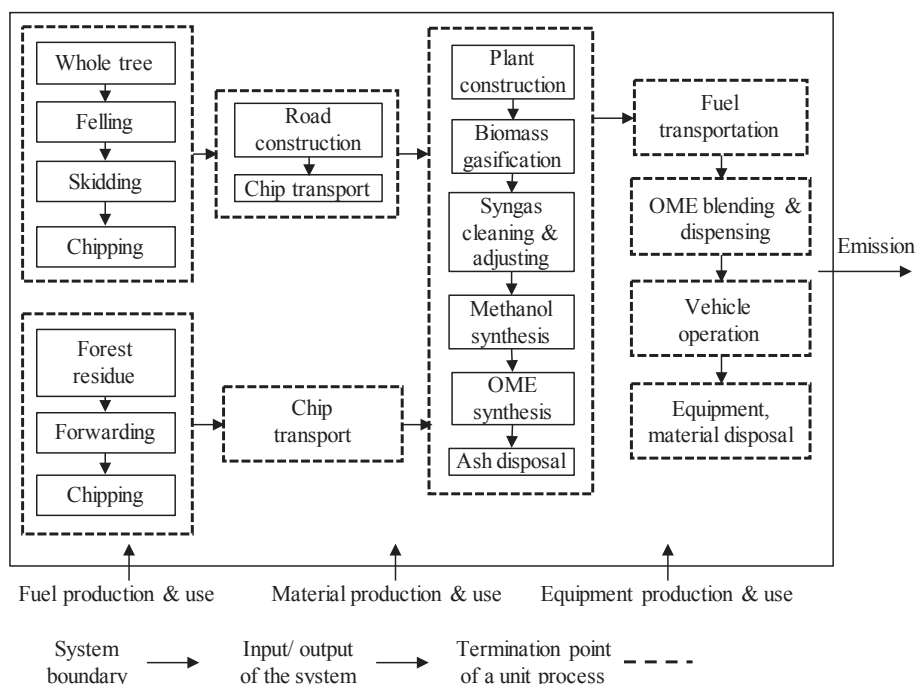 Whole tree
Felling
Skidding
Chipping
Forest
residue
Forwarding
Chipping
Road
construction
Chip transport
Chip
transport
Plant
construction
Biomass
gasification
Syngas
cleaning &
adjusting
Methanol
synthesis
OME
synthesis
Ash disposal
Fuel
transportation
OME blending &
dispensing
Vehicle
operation
Equipment,
material disposal
Emission
Fuel production & use
Material production & use
Equipment production & use
System
boundary
Input/ output
of the system
Termination point
of a unit process